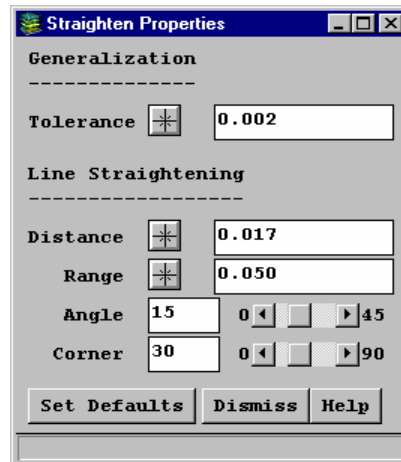 Straighten Properties
Generalization
--------------
Tolerance 0.002
Line Straightening
------------------
Distance 0.017
Range 0.050
Angle 15 0 45
Corner 30 0 90
Set Defaults Dismiss Help